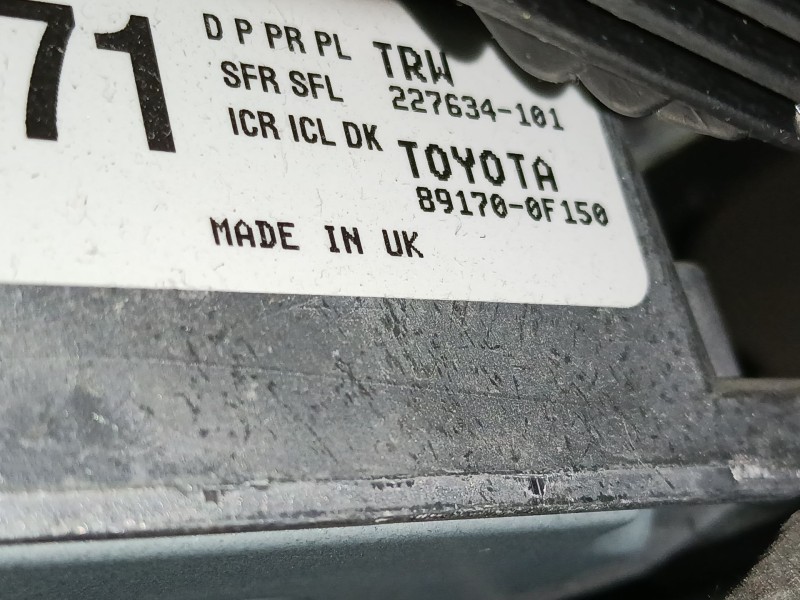 71
D P PR PL
SFR SFL
ICR ICL DK
TRW
227634-101
TOYOTA
89170-0F150
MADE IN UK